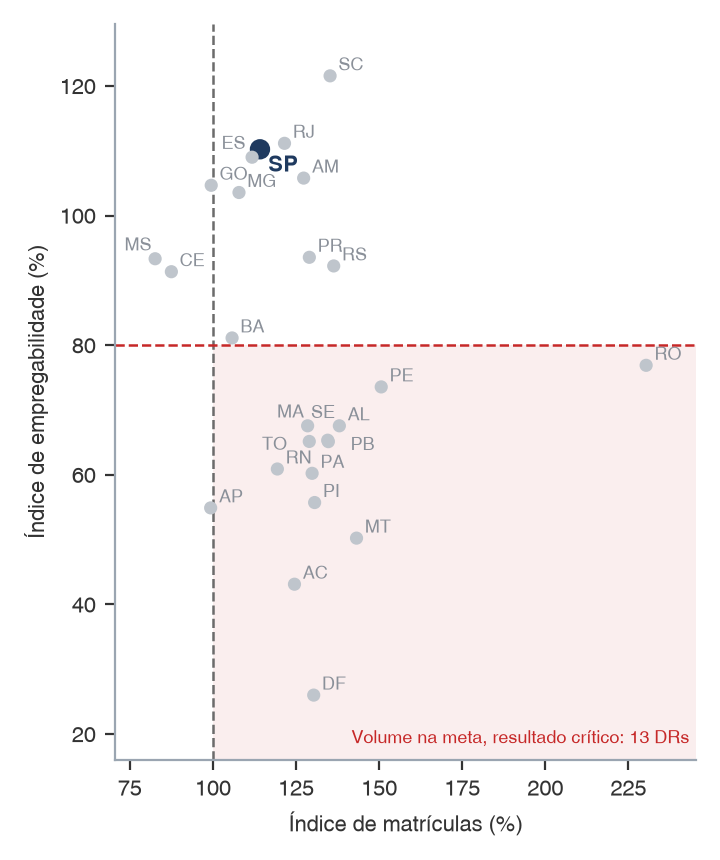 SC
120
RJ
ES
SP
AM
GO
MG
100
MS
CE
PR
RS
BA
80
RO
PE
MA
SE
AL
TO
PB
RN
PA
60
PI
AP
MT
AC
40
DF
20
Volume na meta, resultado crítico: 13 DRs
75
100
125
150
175
200
225
Índice de matrículas (%)
Índice de empregabilidade (%)